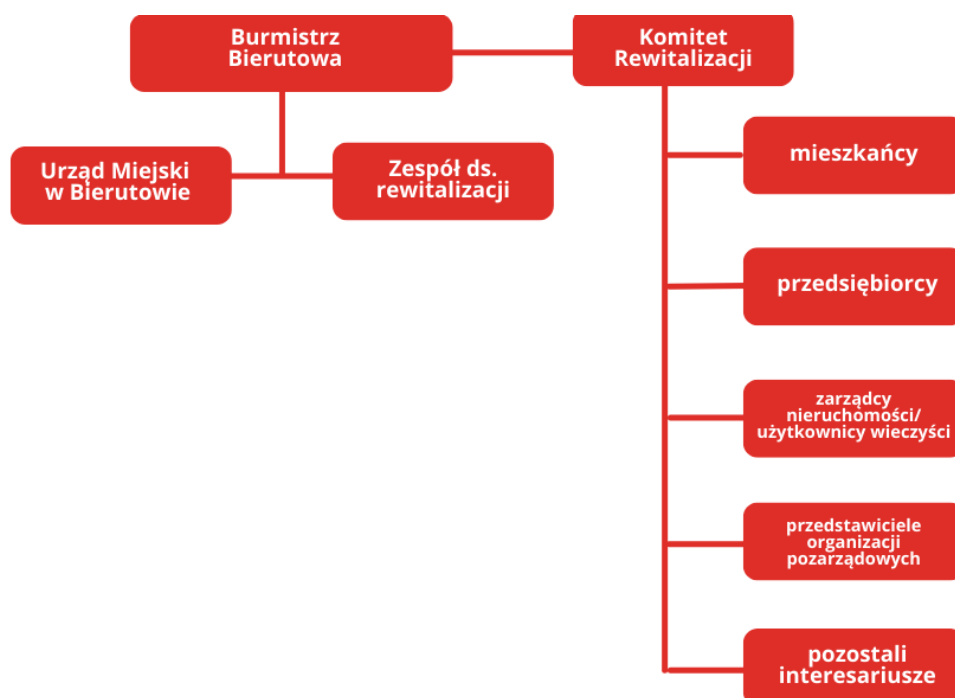 Burmistrz
Bierutowa
Komitet
Rewitalizacji
Urząd Miejski
w Bierutowie
Zespół ds.
rewitalizacji
mieszkańcy
przedsiębiorcy
zarządcy
nieruchomości/
użytkownicy wieczyści
przedstawiciele
organizacji
pozarządowych
pozostali
interesariusze